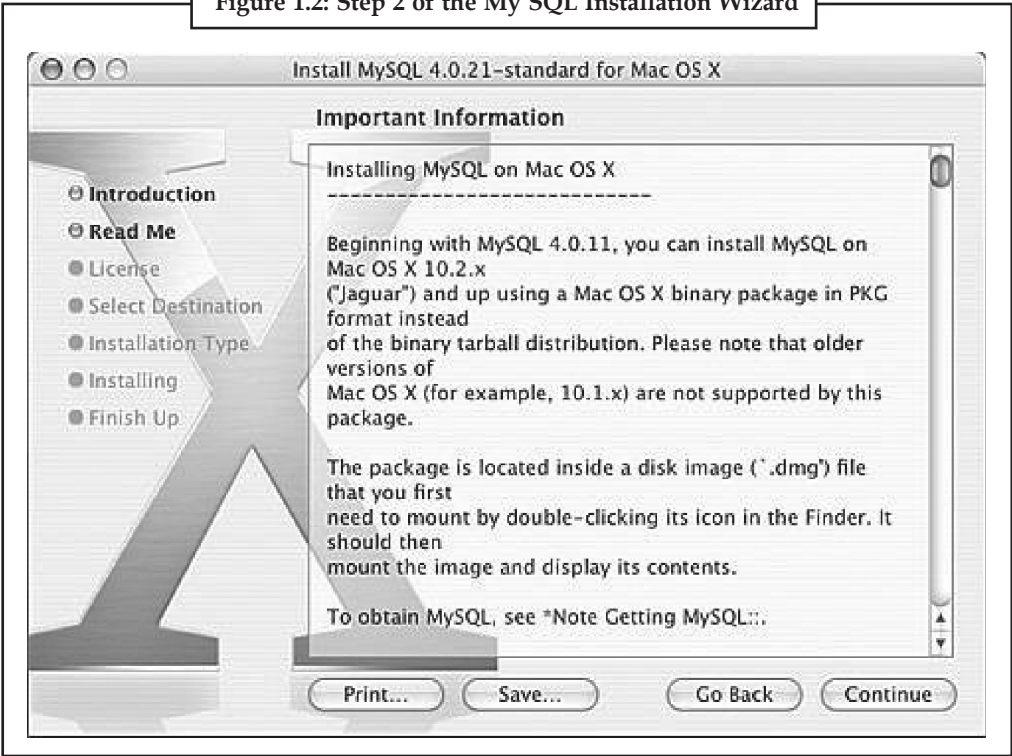 Figure 1.2: Step 2 of the My SQL Installation Wizard
Install MySQL 4.0.21-standard for Mac OS X
Important Information
Introduction
Read Me
License
Select Destination
Installation Type
Installing
Finish Up
Installing MySQL on Mac OS X
-----------------------------
Beginning with MySQL 4.0.11, you can install MySQL on
Mac OS X 10.2.x
("Jaguar") and up using a Mac OS X binary package in PKG
format instead
of the binary tarball distribution. Please note that older
versions of
Mac OS X (for example, 10.1.x) are not supported by this
package.
The package is located inside a disk image (`.dmg') file
that you first
need to mount by double-clicking its icon in the Finder. It
should then
mount the image and display its contents.
To obtain MySQL, see *Note Getting MySQL::.
Print...
Save...
Go Back
Continue